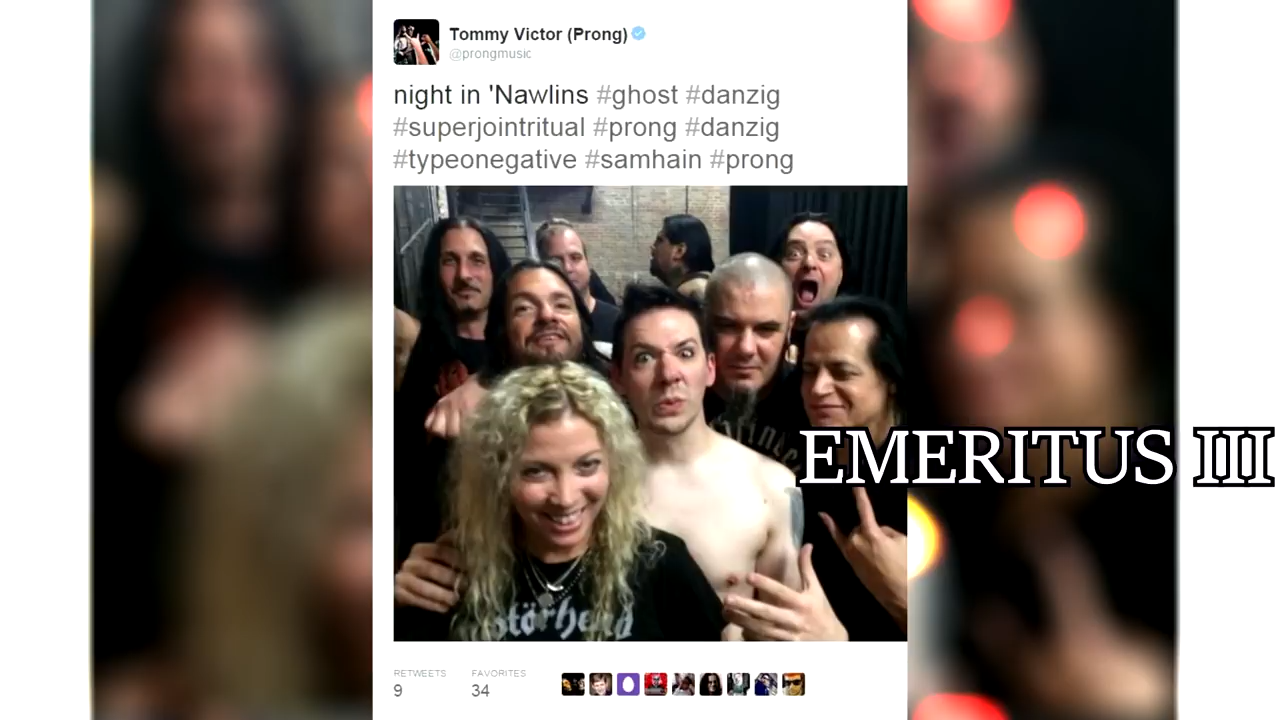 Tommy Victor (Prong)
@prongmusic
night in 'Nawlins #ghost #danzig
#superjointritual #prong #danzig
#typeonegative #samhain #prong
EMERITUS III
motörhead
RETWEETS
FAVORITES
9
34